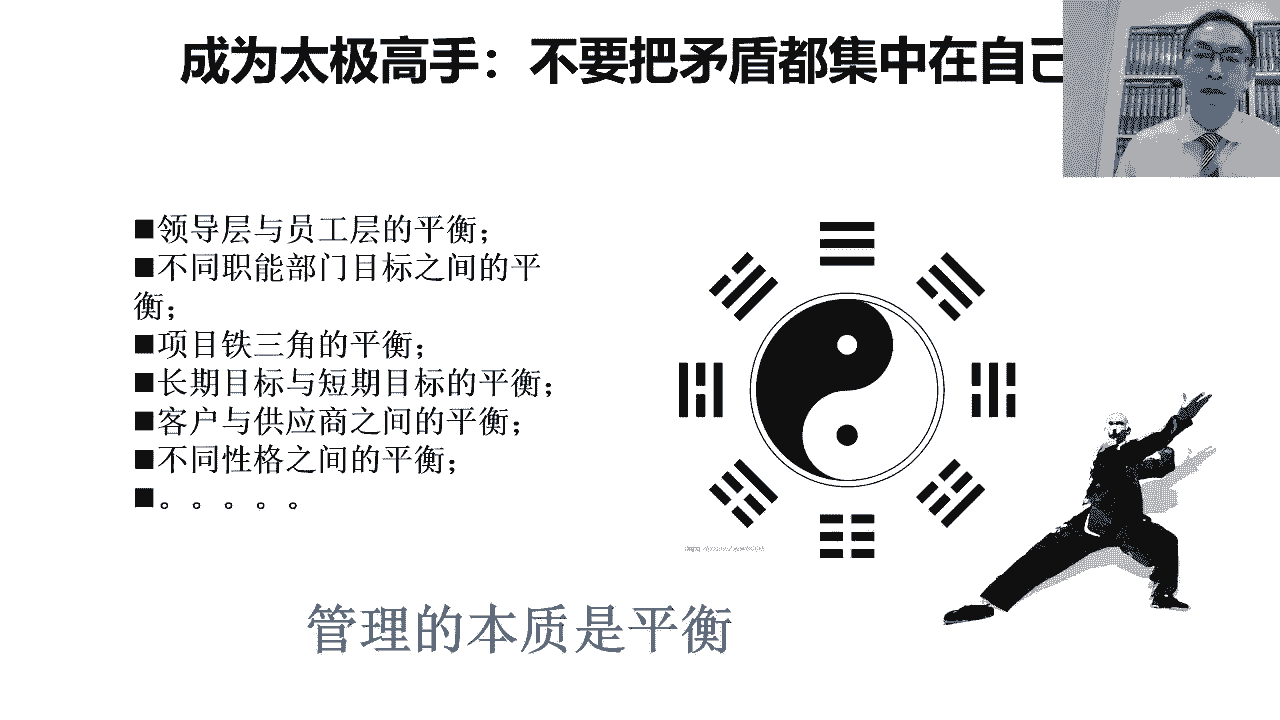 成为太极高手：不要把矛盾都集中在自己
■领导层与员工层的平衡；
■不同职能部门目标之间的平
衡；
■项目铁三角的平衡；
■长期目标与短期目标的平衡；
■客户与供应商之间的平衡；
■不同性格之间的平衡；
■。。。。。
管理的本质是平衡